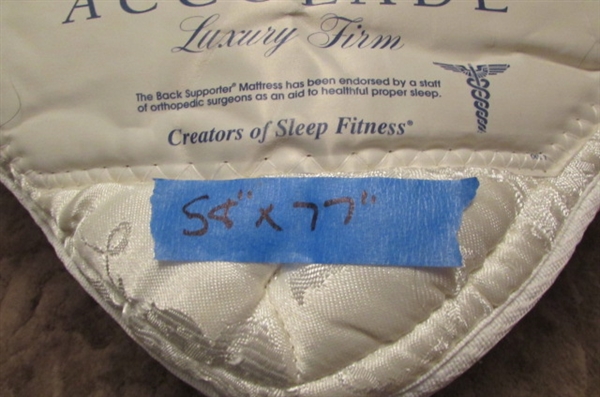 ACCOLADE
Luxury Firm
The Back Supporter® Mattress has been endorsed by a staff
of orthopedic surgeons as an aid to healthful proper sleep.
Creators of Sleep Fitness®
54" x 77"